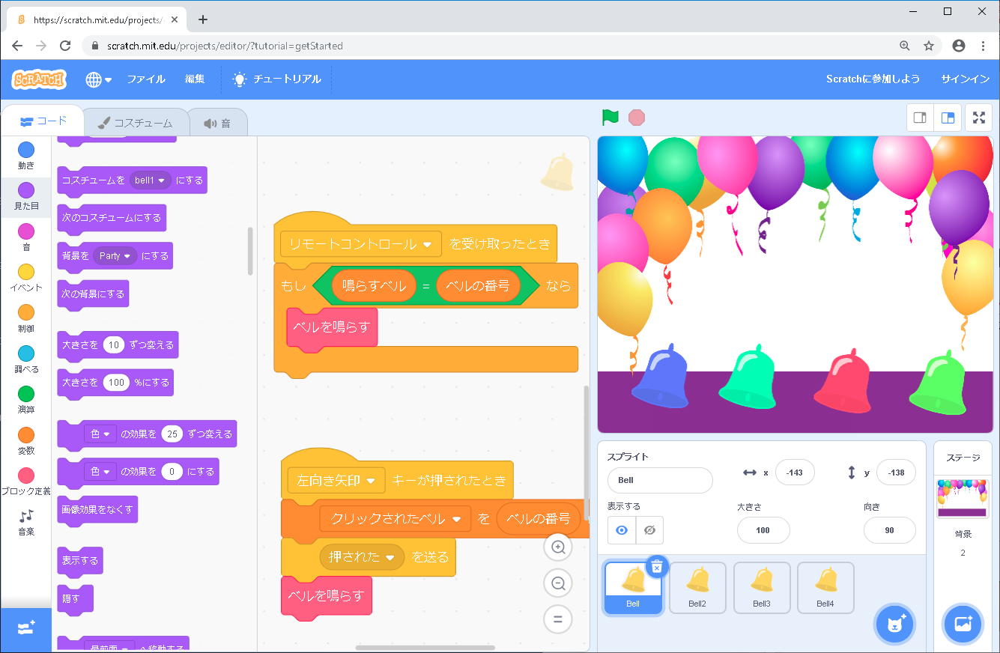 https://scratch.mit.edu/projects/
scratch.mit.edu/projects/editor/?tutorial=getStarted
SCRATCH
ファイル
編集
チュートリアル
Scratchに参加しよう
サインイン
コード
コスチューム
音
動き
見た目
音
イベント
制御
調べる
演算
変数
ブロック定義
音楽
コスチュームを bell1 にする
次のコスチュームにする
背景を Party にする
次の背景にする
大きさを 10 ずつ変える
大きさを 100 %にする
色 の効果を 25 ずつ変える
色 の効果を 0 にする
画像効果をなくす
表示する
隠す
最前面 へ移動する
リモートコントロール を受け取ったとき
もし 鳴らすベル = ベルの番号 なら
ベルを鳴らす
左向き矢印 キーが押されたとき
クリックされたベル を ベルの番号
押された を送る
ベルを鳴らす
スプライト
Bell
x -143
y -138
表示する
大きさ
100
向き
90
Bell
Bell2
Bell3
Bell4
ステージ
背景
2